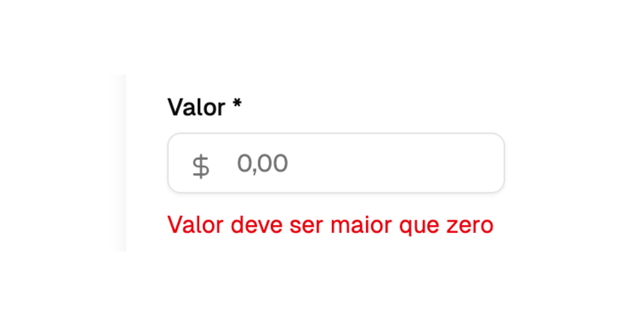 Valor *
$ 0,00
Valor deve ser maior que zero